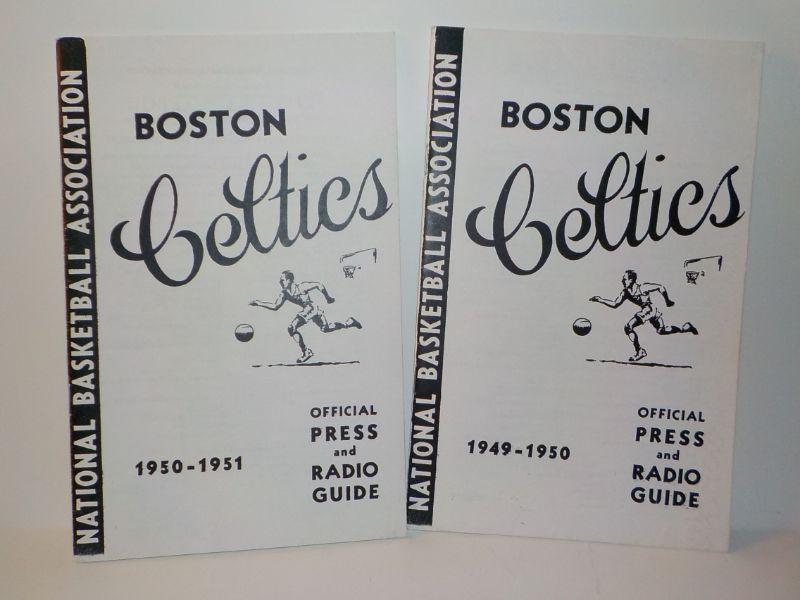 NATIONAL BASKETBALL ASSOCIATION
BOSTON
Celtics
1950-1951
OFFICIAL
PRESS
and
RADIO
GUIDE
NATIONAL BASKETBALL ASSOCIATION
BOSTON
Celtics
1949-1950
OFFICIAL
PRESS
and
RADIO
GUIDE